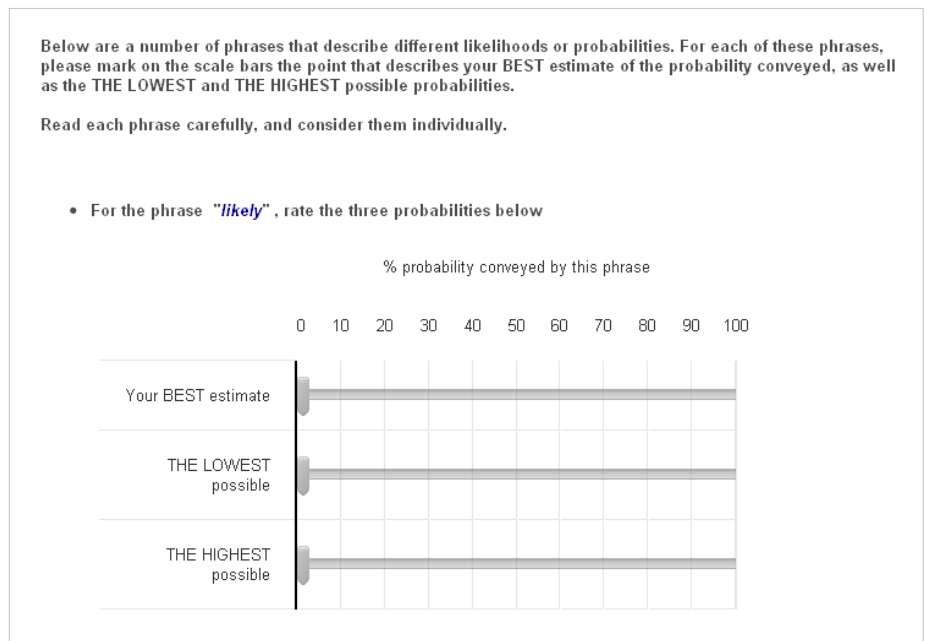 Below are a number of phrases that describe different likelihoods or probabilities. For each of these phrases,
please mark on the scale bars the point that describes your BEST estimate of the probability conveyed, as well
as the THE LOWEST and THE HIGHEST possible probabilities.
Read each phrase carefully, and consider them individually.
• For the phrase "likely" , rate the three probabilities below
% probability conveyed by this phrase
0 10 20 30 40 50 60 70 80 90 100
Your BEST estimate
THE LOWEST
possible
THE HIGHEST
possible